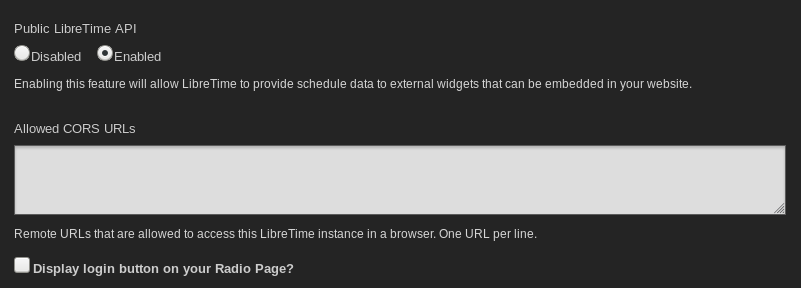 Public LibreTime API
Disabled Enabled
Enabling this feature will allow LibreTime to provide schedule data to external widgets that can be embedded in your website.
Allowed CORS URLs
Remote URLs that are allowed to access this LibreTime instance in a browser. One URL per line.
Display login button on your Radio Page?